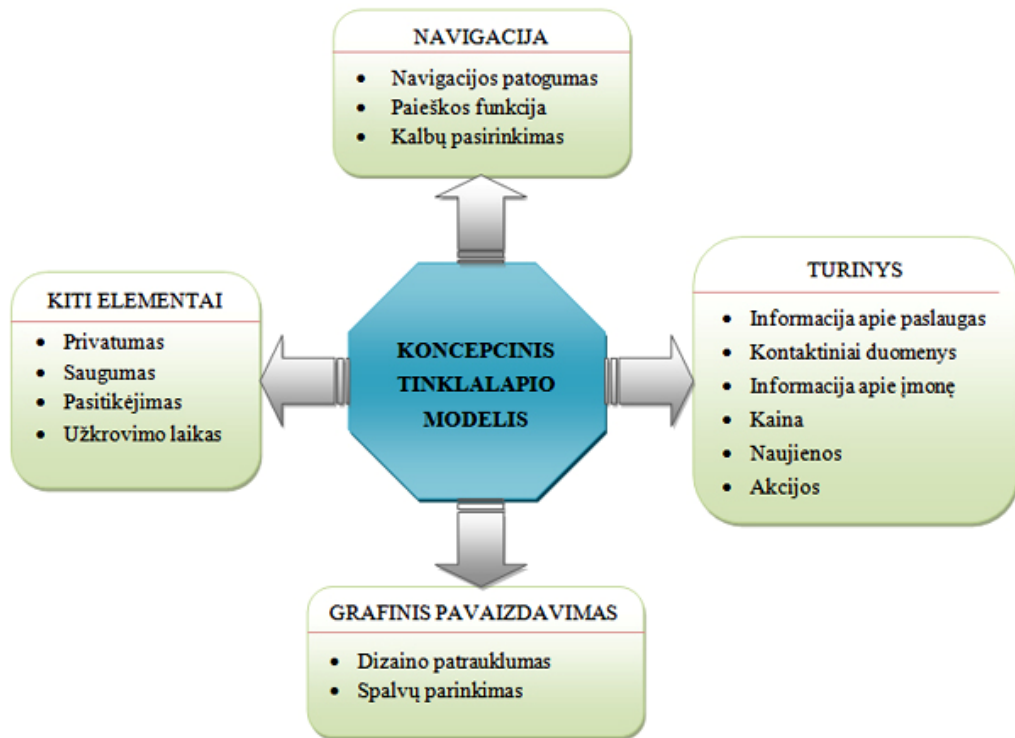 NAVIGACIJA
• Navigacijos patogumas
• Paieškos funkcija
• Kalbų pasirinkimas
KITI ELEMENTAI
• Privatumas
• Saugumas
• Pasitikėjimas
• Užkrovimo laikas
KONCEPCINIS
TINKLALAPIO
MODELIS
TURINYS
• Informacija apie paslaugas
• Kontaktiniai duomenys
• Informacija apie įmonę
• Kaina
• Naujienos
• Akcijos
GRAFINIS PAVAIZDAVIMAS
• Dizaino patrauklumas
• Spalvų parinkimas